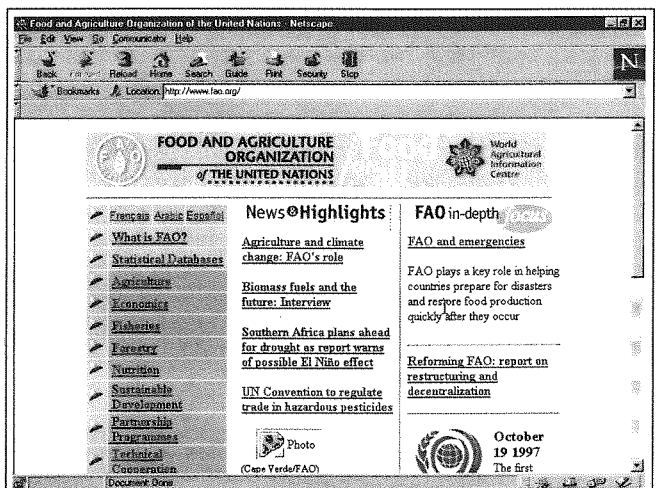 Food and Agriculture Organization of the United Nations - Netscape
File Edit View Go Communicator Help
Back Reload Home Search Guide Print Security Stop
N
Bookmarks Location: http://www.fao.org/
FAO
FOOD AND AGRICULTURE
ORGANIZATION
of THE UNITED NATIONS
World
Agricultural
Information
Centre
Français Arabic Español
What is FAO?
Statistical Databases
Agriculture
Economics
Fisheries
Forestry
Nutrition
Sustainable
Development
Partnership
Programmes
Technical
Cooperation
News Highlights
Agriculture and climate
change: FAO's role
Biomass fuels and the
future: Interview
Southern Africa plans ahead
for drought as report warns
of possible El Niño effect
UN Convention to regulate
trade in hazardous pesticides
Photo
(Cape Verde/FAO)
FAO in-depth
FOCUS
FAO and emergencies
FAO plays a key role in helping
countries prepare for disasters
and restore food production
quickly after they occur
Reforming FAO: report on
restructuring and
decentralization
October
19 1997
The first
Document: Done